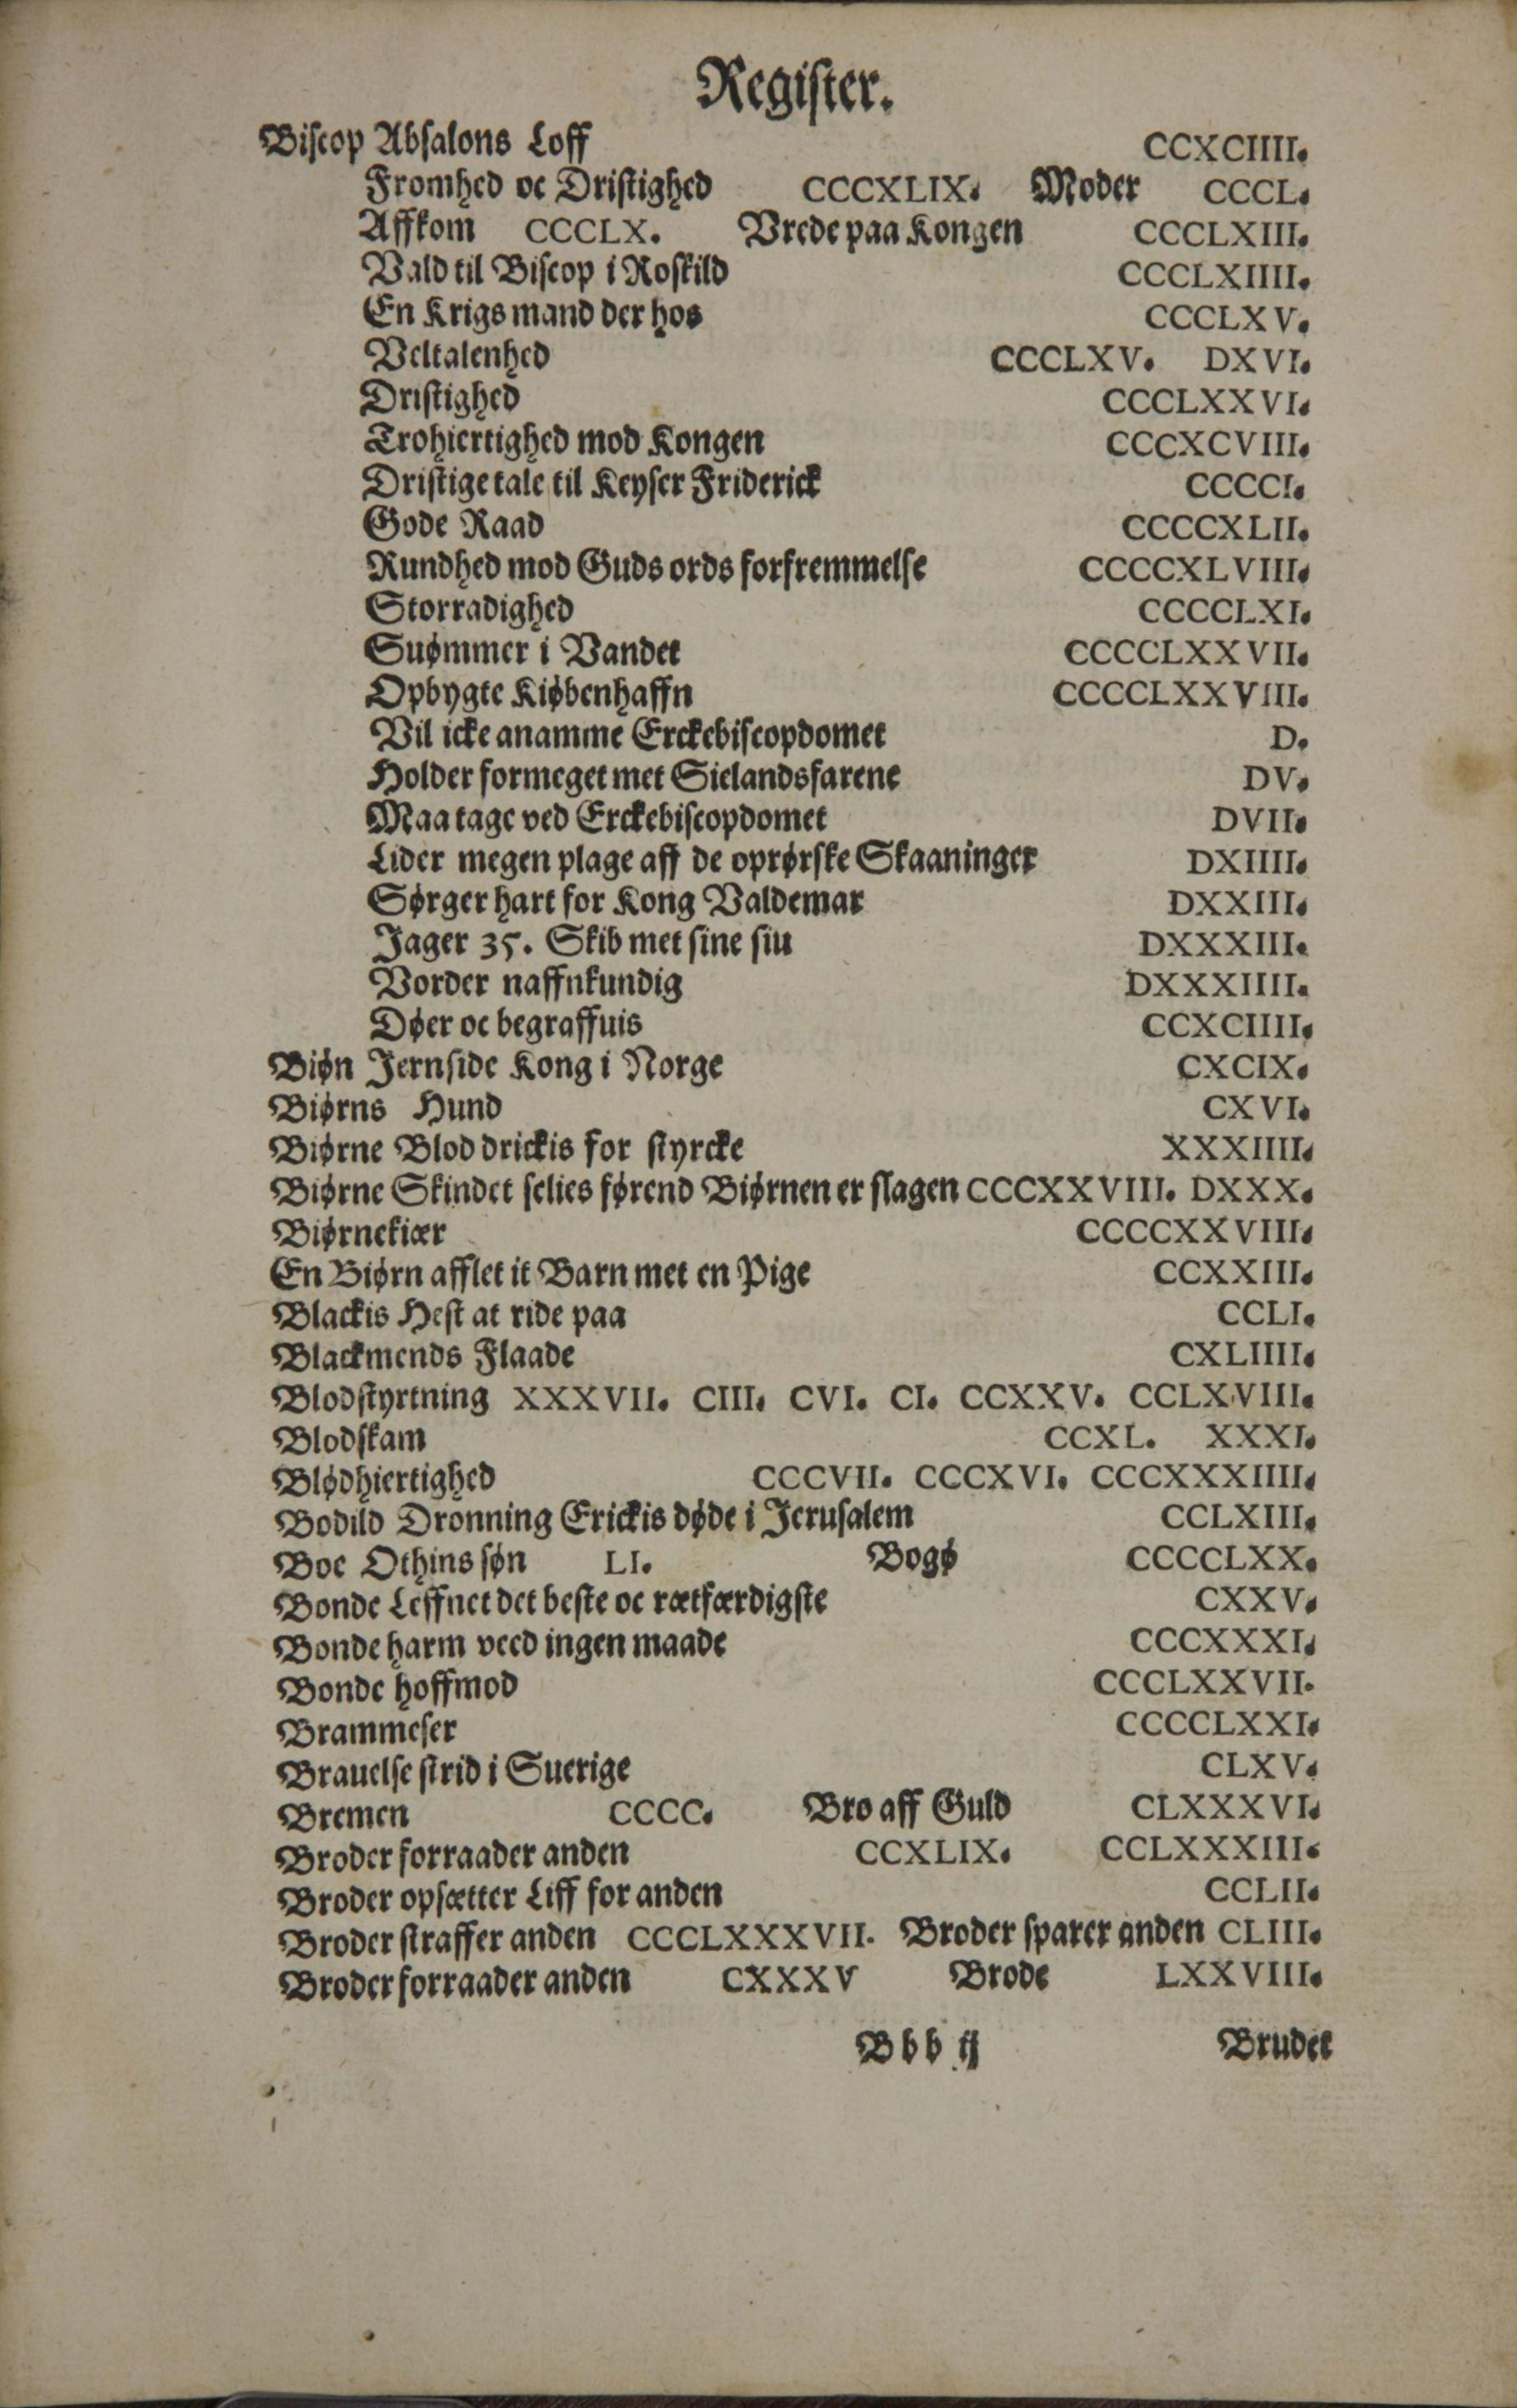 Register.
Biscop Absalons Loff CCXCIIII.
Fromhed oc Dristighed CCCXLIX. Moder CCCL.
Affkom CCCLX. Vrede paa Kongen CCCLXIII.
Vald til Biscop i Roskild CCCLXIIII.
En Krigs mand der hos CCCLXV.
Veltalenhed CCCLXV. DXVI.
Dristighed CCCLXXVI.
Trohiertighed mod Kongen CCCXCVIII.
Dristige tale til Keyser Friderick CCCCI.
Gode Raad CCCCXLII.
Rundhed mod Guds ords forfremmelse CCCCXLVIII.
Storradighed CCCCLXI.
Suømmer i Vandet CCCCLXXVII.
Opbygte Kiøbenhaffn CCCCLXXVIII.
Vil icke anamme Erckebiscopdomet D.
Holder formeget met Sielandsfarene DV.
Maa tage ved Erckebiscopdomet DVII.
Lider megen plage aff de oprørske Skaaninger DXIIII.
Sørger hart for Kong Valdemar DXXIII.
Jager 35. Skib met sine siu DXXXIII.
Vorder naffnkundig DXXXIIII.
Døer oc begraffuis CCXCIIII.
Biøn Jernside Kong i Norge CXCIX.
Biørns Hund CXVI.
Biørne Blod drickis for styrcke XXXIIII.
Biørne Skindet selies førend Biørnen er slagen CCCXXVIII. DXXX.
Biørnekiær CCCCXXVIII.
En Biørn afflet it Barn met en Pige CCXXIII.
Blackis Hest at ride paa CCLI.
Blackmends Flaade CXLIIII.
Blodstyrtning XXXVII. CIII. CVI. CI. CCXXV. CCLXVIII.
Blodskam CCXL. XXXI.
Blødhiertighed CCCVII. CCCXVI. CCCXXXIIII.
Bodild Dronning Erickis døde i Jerusalem CCLXIII.
Boe Othins søn LI. Bogø CCCCLXX.
Bonde Leffnet det beste oc rætfærdigste CXXV.
Bonde harm veed ingen maade CCCXXXI.
Bonde hoffmod CCCLXXVII.
Brammeser CCCCLXXI.
Brauelse strid i Suerige CLXV.
Bremen CCCC. Bro aff Guld CLXXXVI.
Broder forraader anden CCXLIX. CCLXXXIII.
Broder opsætter Liff for anden CCLII.
Broder straffer anden CCCLXXXVII. Broder sparer anden CLIII.
Broder forraader anden CXXXV Brode LXXVIII.
Bbb ij Brudet